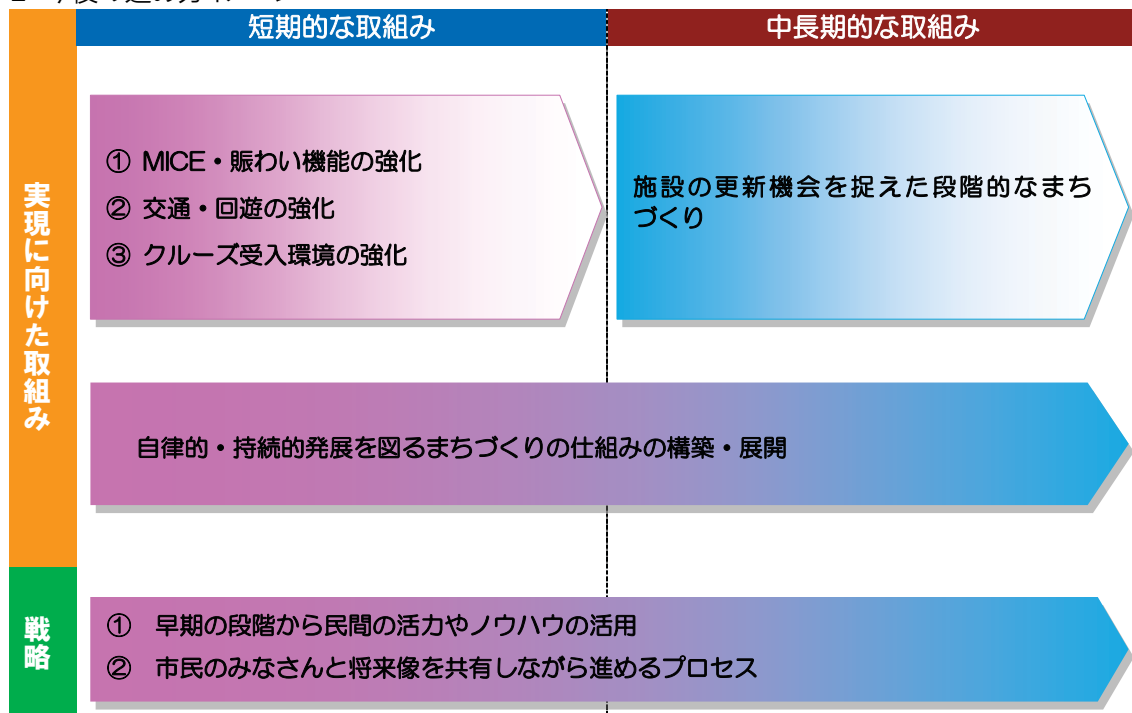 短期的な取組み
中長期的な取組み
実現に向けた取組み
① MICE・賑わい機能の強化
② 交通・回遊の強化
③ クルーズ受入環境の強化
施設の更新機会を捉えた段階的なまち
づくり
自律的・持続的発展を図るまちづくりの仕組みの構築・展開
戦略
① 早期の段階から民間の活力やノウハウの活用
② 市民のみなさんと将来像を共有しながら進めるプロセス